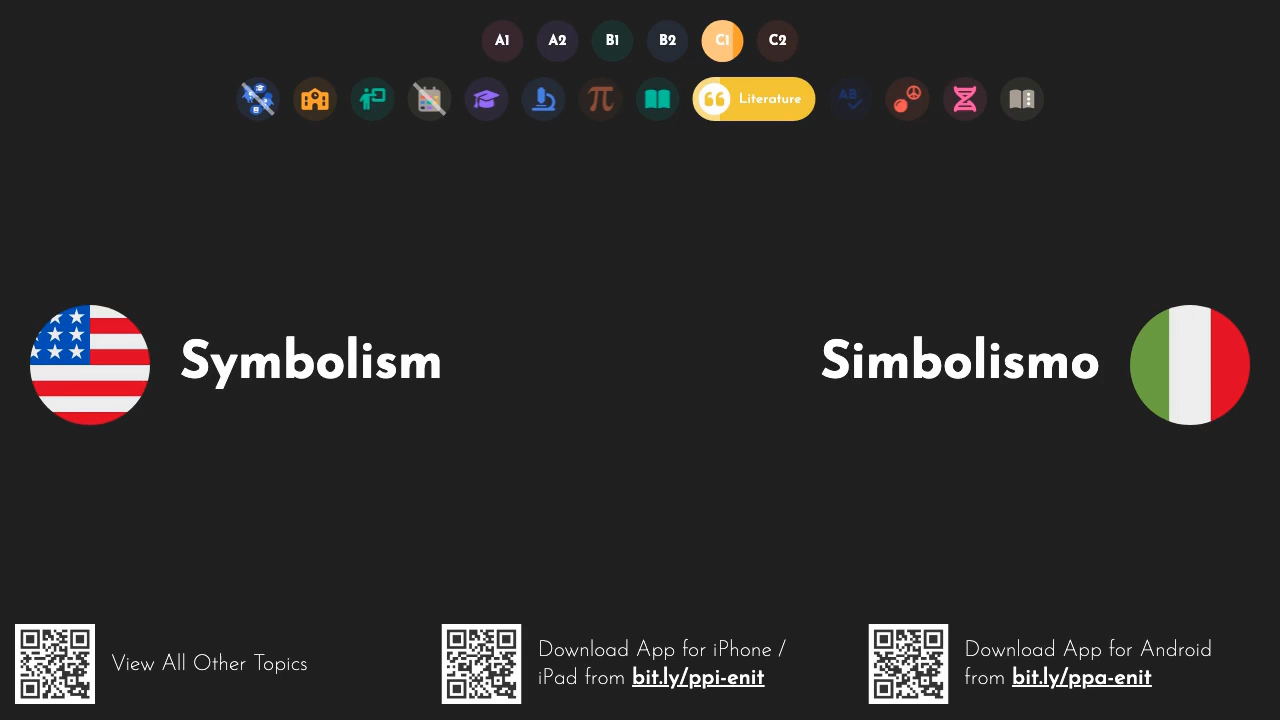 A1 A2 B1 B2 C1 C2
Literature
Symbolism
Simbolismo
View All Other Topics
Download App for iPhone /
iPad from bit.ly/ppi-enit
Download App for Android
from bit.ly/ppa-enit